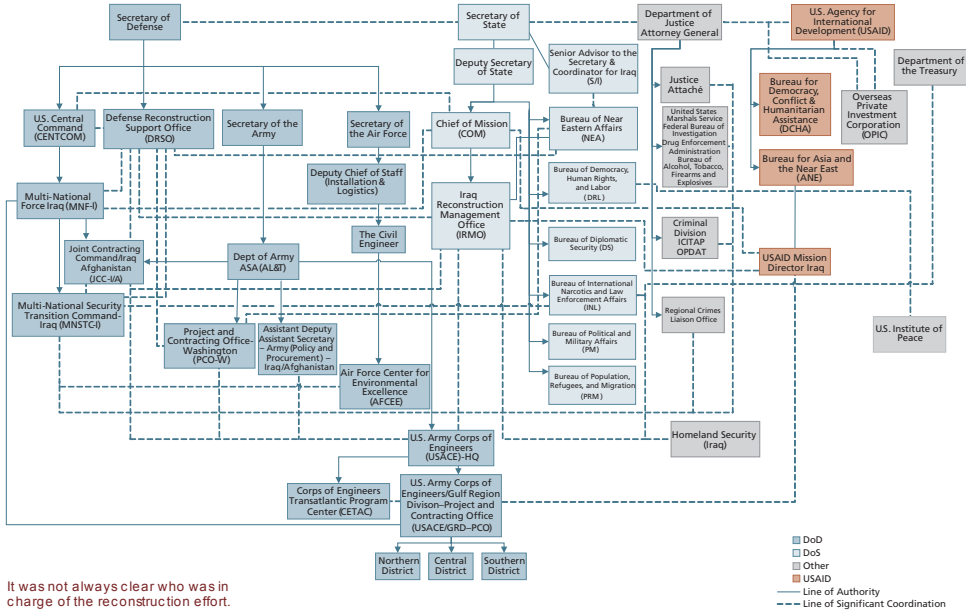 Secretary of
Defense
Secretary
of State
Department of
Justice
Attorney General
U.S. Agency for
International
Development (USAID)
Deputy Secretary
of State
Senior Advisor to the
Secretary &
Coordinator for Iraq
(S/I)
Department of
the Treasury
Justice
Attaché
Bureau for
Democracy,
Conflict &
Humanitarian
Assistance
(DCHA)
Overseas
Private
Investment
Corporation
(OPIC)
U.S. Central
Command
(CENTCOM)
Defense Reconstruction
Support Office
(DRSO)
Secretary of the
Army
Secretary of
the Air Force
Chief of Mission
(COM)
Bureau of Near
Eastern Affairs
(NEA)
United States
Marshals Service
Federal Bureau of
Investigation
Drug Enforcement
Administration
Bureau of
Alcohol, Tobacco,
Firearms and
Explosives
Bureau for Asia and
the Near East
(ANE)
Multi-National
Force Iraq (MNF-I)
Deputy Chief of Staff
(Installation &
Logistics)
Iraq
Reconstruction
Management
Office
(IRMO)
Bureau of Democracy,
Human Rights, and
Labor
(DRL)
Joint Contracting
Command/Iraq
Afghanistan
(JCC-I/A)
Dept of Army
ASA (AL&T)
The Civil
Engineer
Bureau of Diplomatic
Security (DS)
Criminal
Division
ICITAP
OPDAT
USAID Mission
Director Iraq
Multi-National Security
Transition Command-
Iraq (MNSTC-I)
Bureau of International
Narcotics and Law
Enforcement Affairs
(INL)
Regional Crimes
Liaison Office
U.S. Institute of
Peace
Project and
Contracting Office-
Washington
(PCO-W)
Assistant Deputy
Assistant Secretary
– Army (Policy and
Procurement) –
Iraq/Afghanistan
Air Force Center for
Environmental
Excellence
(AFCEE)
Bureau of Political and
Military Affairs
(PM)
Bureau of Population,
Refugees, and Migration
(PRM)
U.S. Army Corps of
Engineers
(USACE)-HQ
Homeland Security
(Iraq)
Corps of Engineers
Transatlantic Program
Center (CETAC)
U.S. Army Corps of
Engineers/Gulf Region
Divison–Project and
Contracting Office
(USACE/GRD–PCO)
Northern
District
Central
District
Southern
District
DoD
DoS
Other
USAID
Line of Authority
Line of Significant Coordination
It was not always clear who was in
charge of the reconstruction effort.